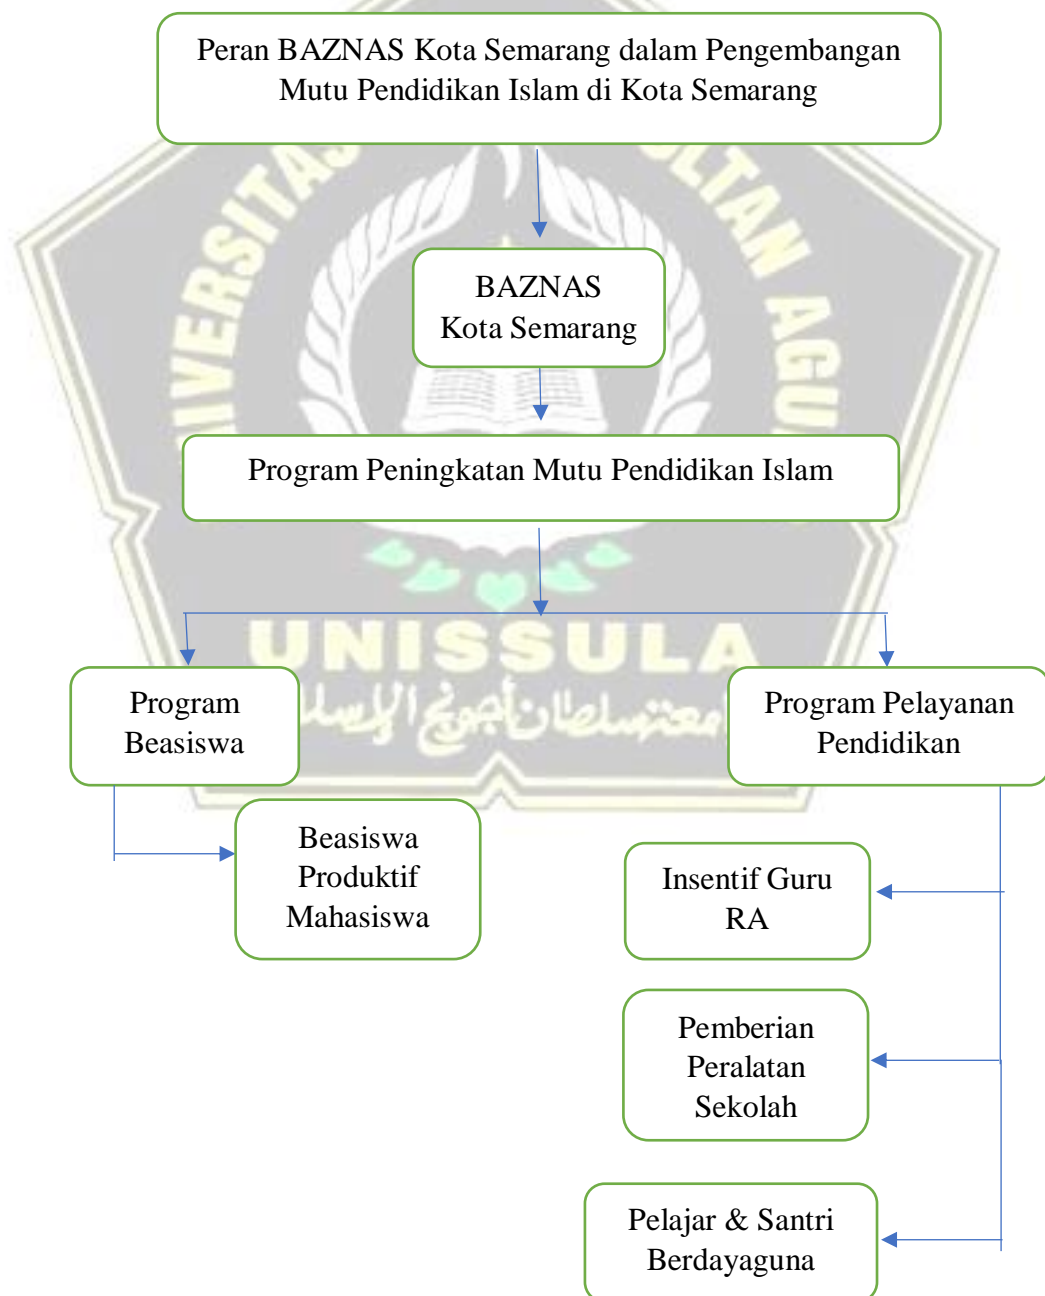 Peran BAZNAS Kota Semarang dalam Pengembangan
Mutu Pendidikan Islam di Kota Semarang
BAZNAS
Kota Semarang
Program Peningkatan Mutu Pendidikan Islam
UNISSULA
Program
Beasiswa
Program Pelayanan
Pendidikan
Beasiswa
Produktif
Mahasiswa
Insentif Guru
RA
Pemberian
Peralatan
Sekolah
Pelajar & Santri
Berdayaguna